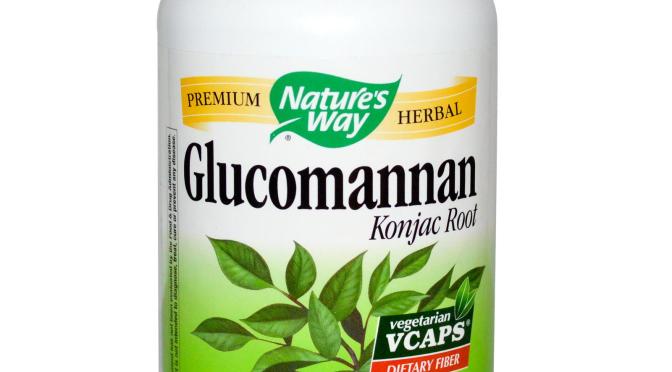 PREMIUM
Nature's
Way®
HERBAL
Glucomannan
Konjac Root
vegetarian
VCAPS®
DIETARY FIBER